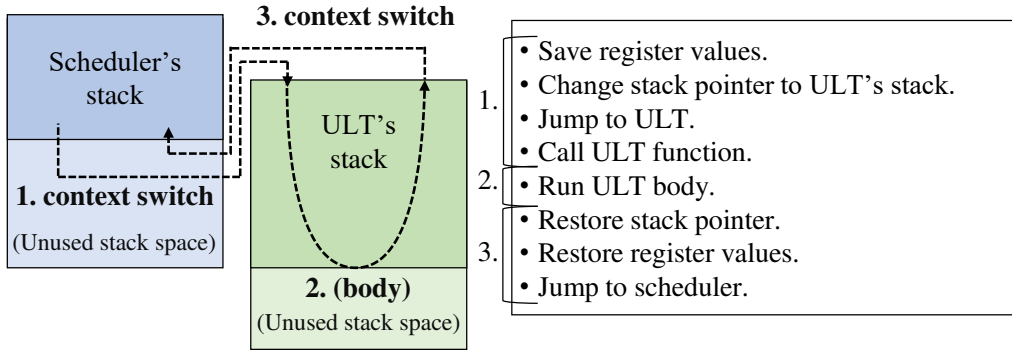 3. context switch
Scheduler's
stack
1. context switch
(Unused stack space)
ULT's
stack
2. (body)
(Unused stack space)
1.
• Save register values.
• Change stack pointer to ULT's stack.
• Jump to ULT.
• Call ULT function.
2.
• Run ULT body.
3.
• Restore stack pointer.
• Restore register values.
• Jump to scheduler.